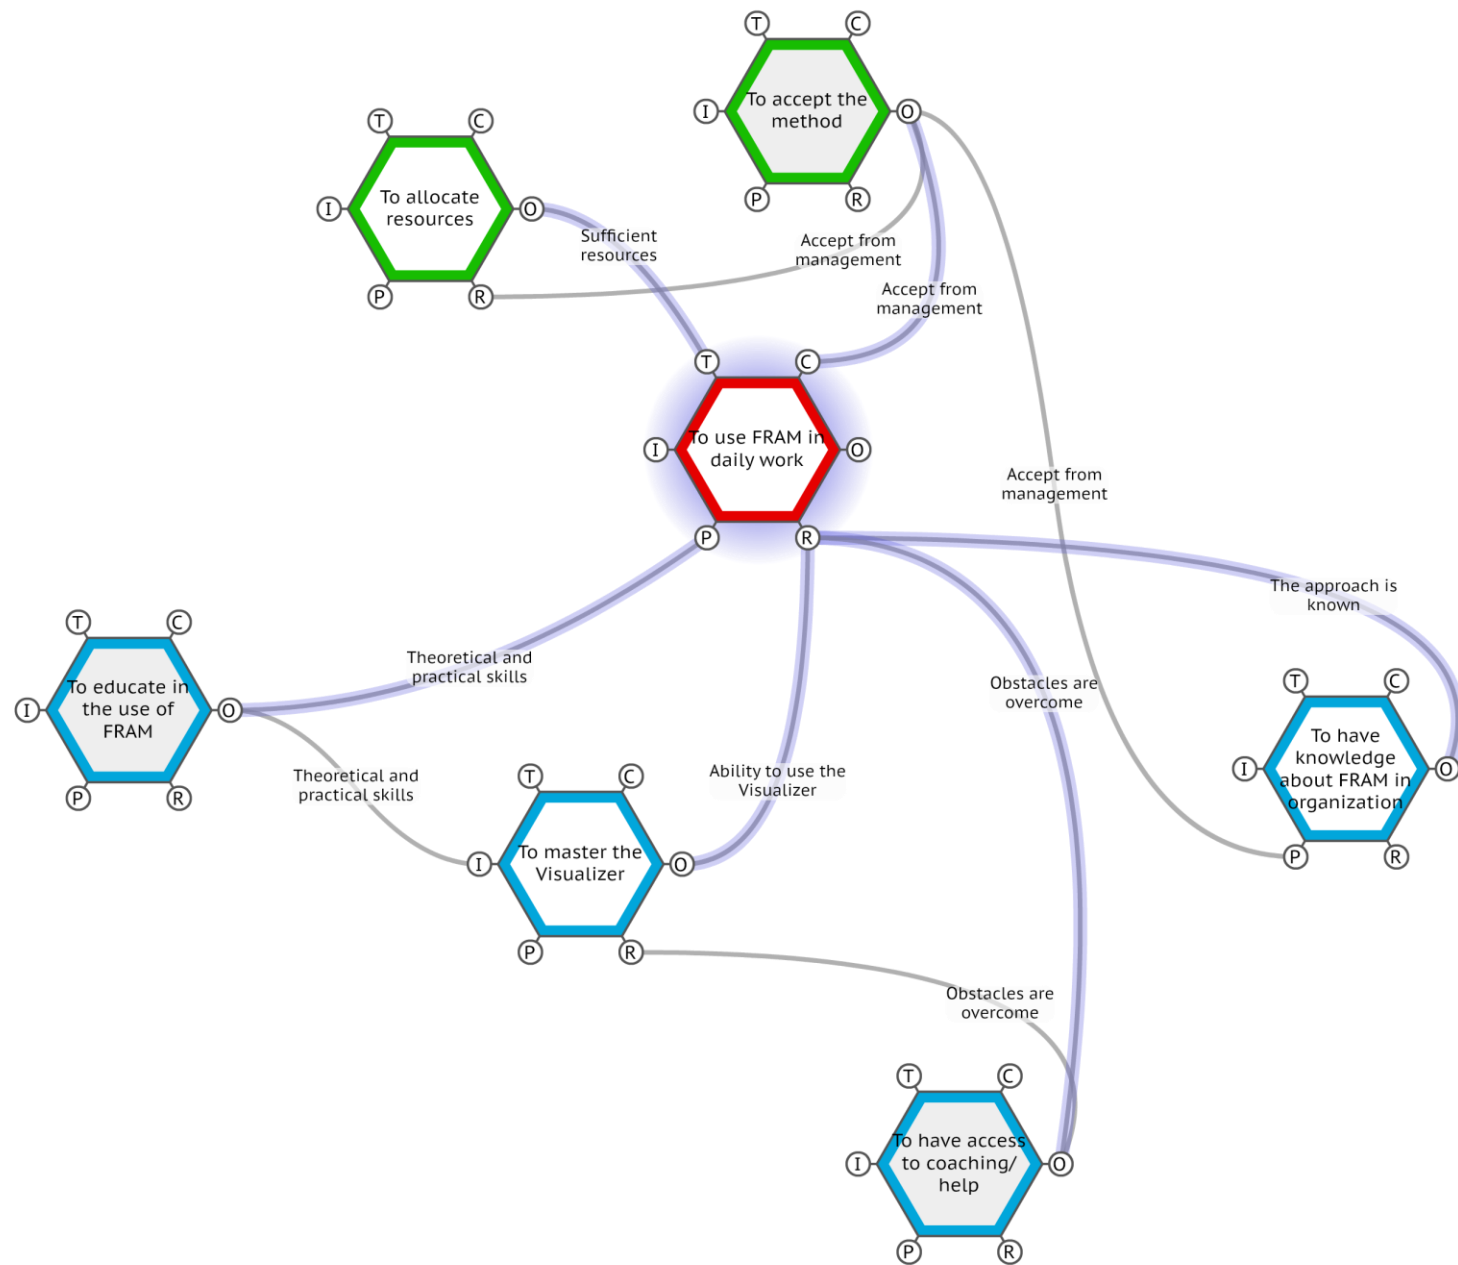 T
C
To accept the
method
I
O
P
R
T
C
To allocate
resources
I
O
P
R
Sufficient
resources
Accept from
management
Accept from
management
T
C
To use FRAM in
daily work
I
O
P
R
Accept from
management
The approach is
known
Theoretical and
practical skills
Obstacles are
overcome
T
C
To educate in
the use of
FRAM
I
O
P
R
T
C
To have
knowledge
about FRAM in
organization
I
O
P
R
Theoretical and
practical skills
Ability to use the
Visualizer
T
C
To master the
Visualizer
I
O
P
R
Obstacles are
overcome
T
C
To have access
to coaching/
help
I
O
P
R